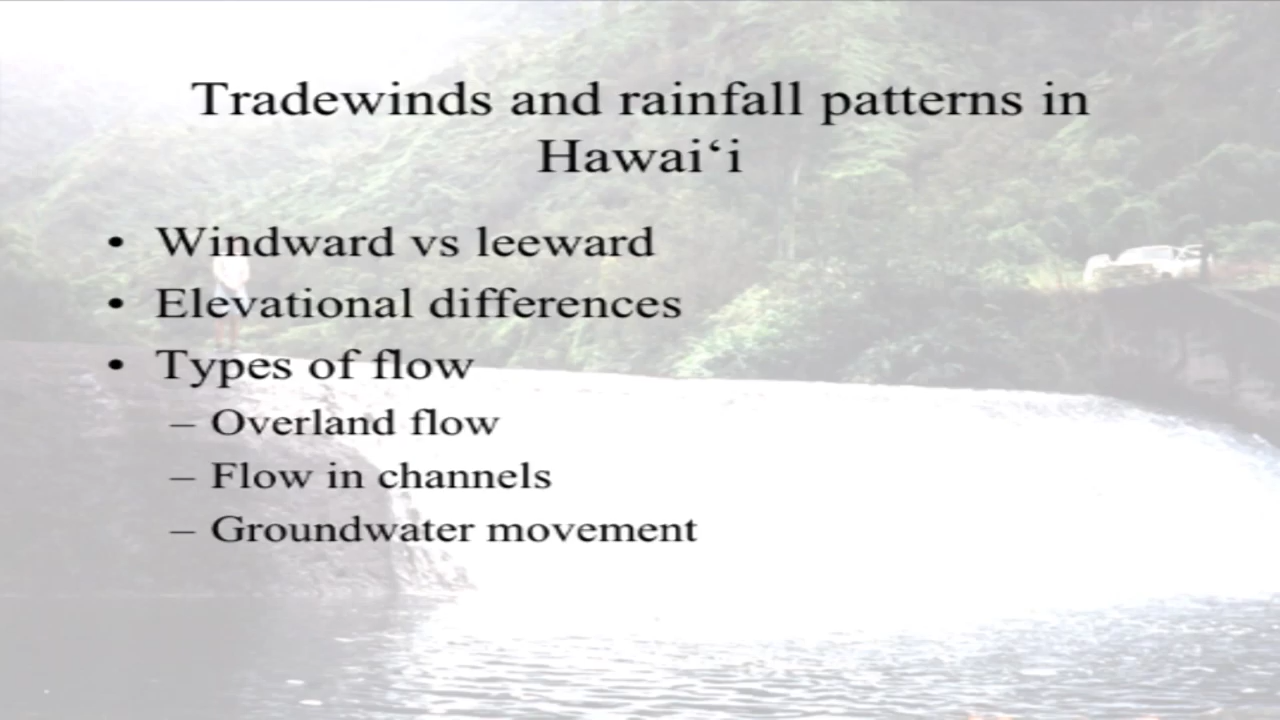 Tradewinds and rainfall patterns in
Hawai‘i
• Windward vs leeward
• Elevational differences
• Types of flow
– Overland flow
– Flow in channels
– Groundwater movement